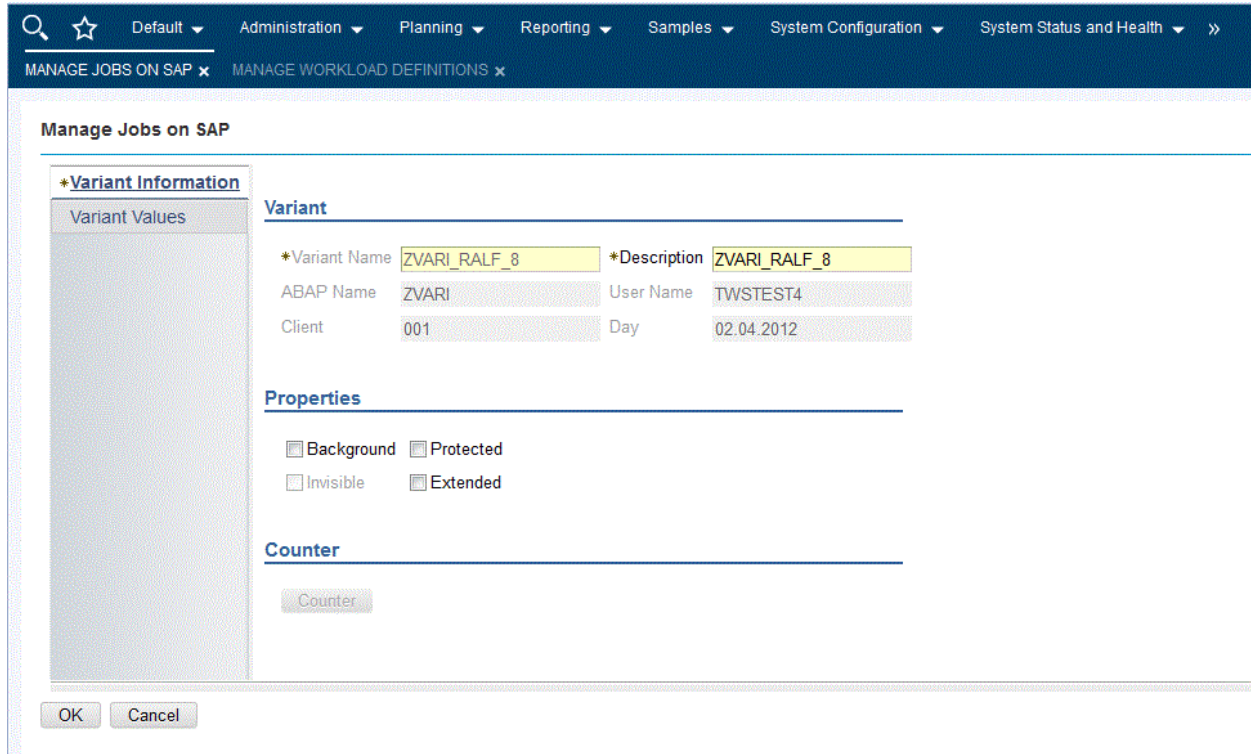 Default Administration Planning Reporting Samples System Configuration System Status and Health »
MANAGE JOBS ON SAP x MANAGE WORKLOAD DEFINITIONS x
Manage Jobs on SAP
*Variant Information
Variant Values
Variant
*Variant Name ZVARI_RALF_8 *Description ZVARI_RALF_8
ABAP Name ZVARI User Name TWSTEST4
Client 001 Day 02.04.2012
Properties
Background Protected
Invisible Extended
Counter
Counter
OK Cancel